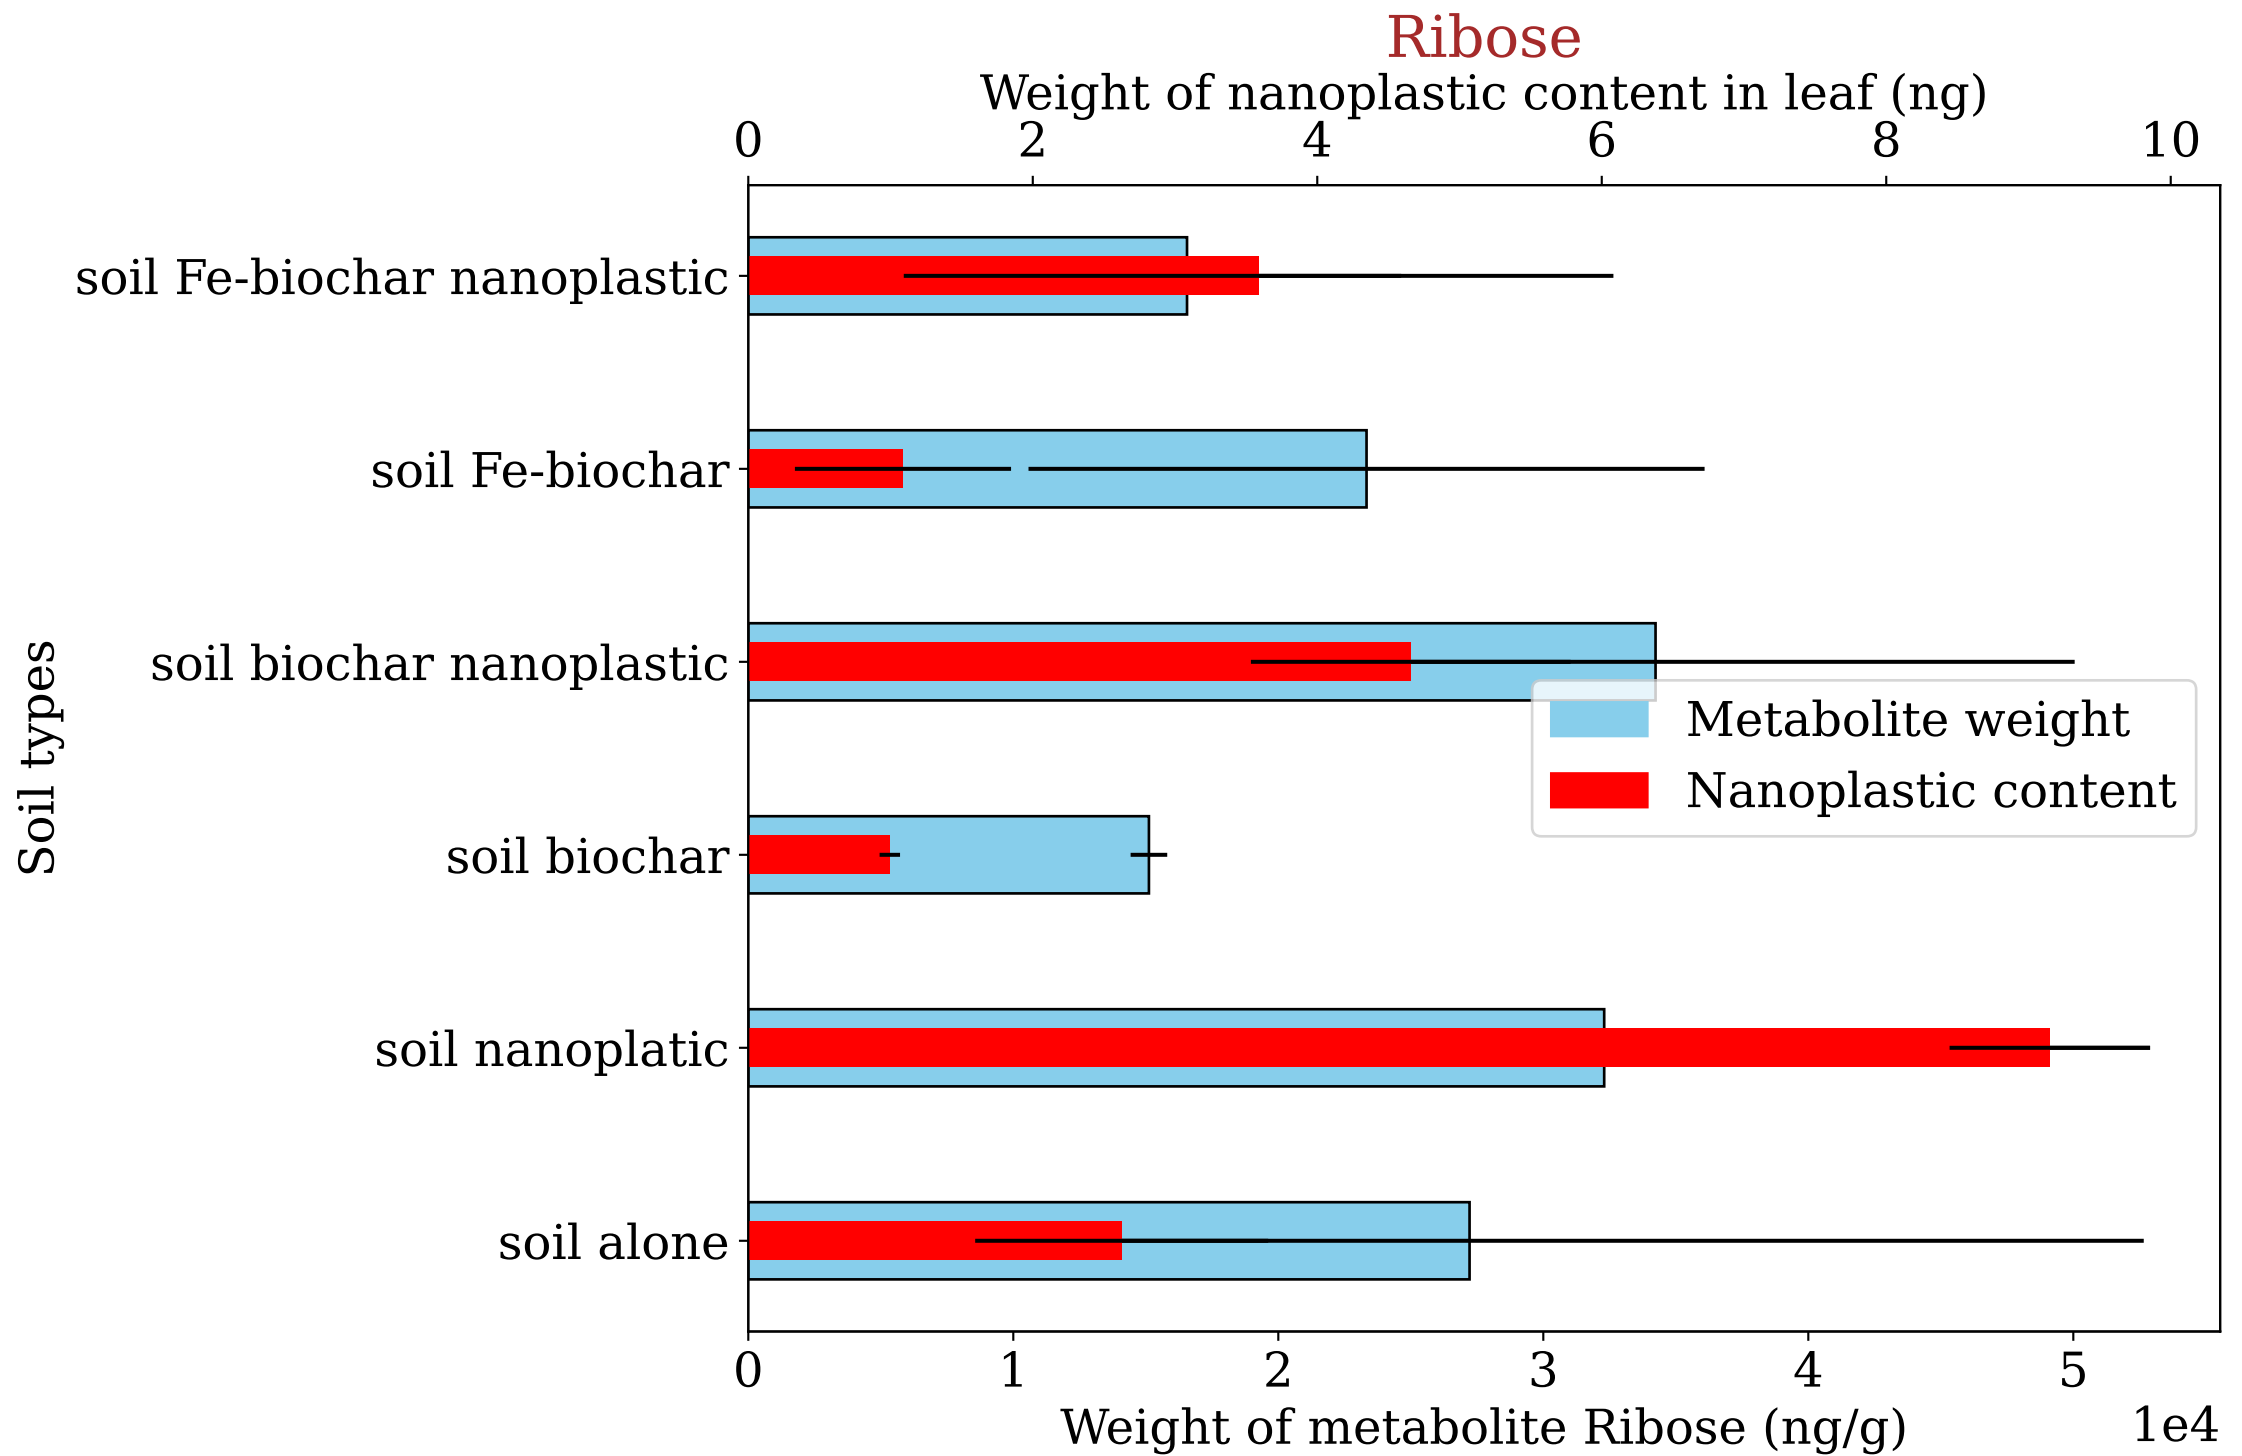 Ribose
Weight of nanoplastic content in leaf (ng)
0 2 4 6 8 10
soil Fe-biochar nanoplastic
soil Fe-biochar
soil biochar nanoplastic
soil biochar
soil nanoplatic
soil alone
Soil types
Metabolite weight
Nanoplastic content
0 1 2 3 4 5
Weight of metabolite Ribose (ng/g)
1e4